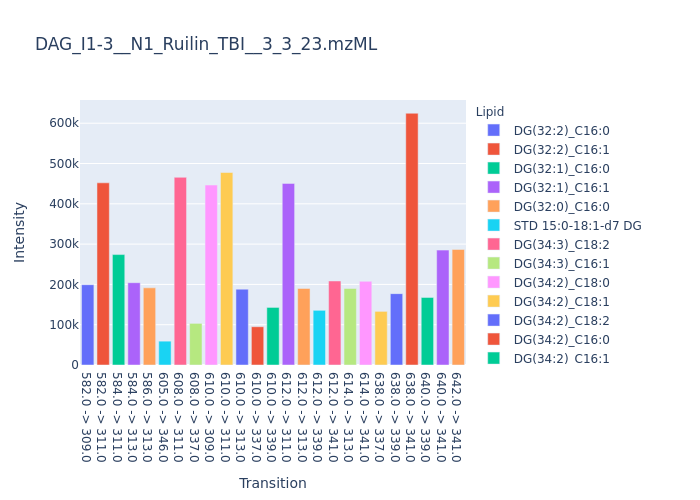 DAG_I1-3__N1_Ruilin_TBI__3_3_23.mzML
Intensity
600k
500k
400k
300k
200k
100k
0
582.0 -> 309.0
582.0 -> 311.0
584.0 -> 311.0
584.0 -> 313.0
586.0 -> 313.0
605.0 -> 346.0
608.0 -> 311.0
608.0 -> 337.0
610.0 -> 309.0
610.0 -> 311.0
610.0 -> 313.0
610.0 -> 337.0
610.0 -> 339.0
612.0 -> 311.0
612.0 -> 313.0
612.0 -> 339.0
612.0 -> 341.0
614.0 -> 313.0
614.0 -> 341.0
638.0 -> 337.0
638.0 -> 339.0
638.0 -> 341.0
640.0 -> 339.0
640.0 -> 341.0
642.0 -> 341.0
Transition
Lipid
DG(32:2)_C16:0
DG(32:2)_C16:1
DG(32:1)_C16:0
DG(32:1)_C16:1
DG(32:0)_C16:0
STD 15:0-18:1-d7 DG
DG(34:3)_C18:2
DG(34:3)_C16:1
DG(34:2)_C18:0
DG(34:2)_C18:1
DG(34:2)_C18:2
DG(34:2)_C16:0
DG(34:2)_C16:1